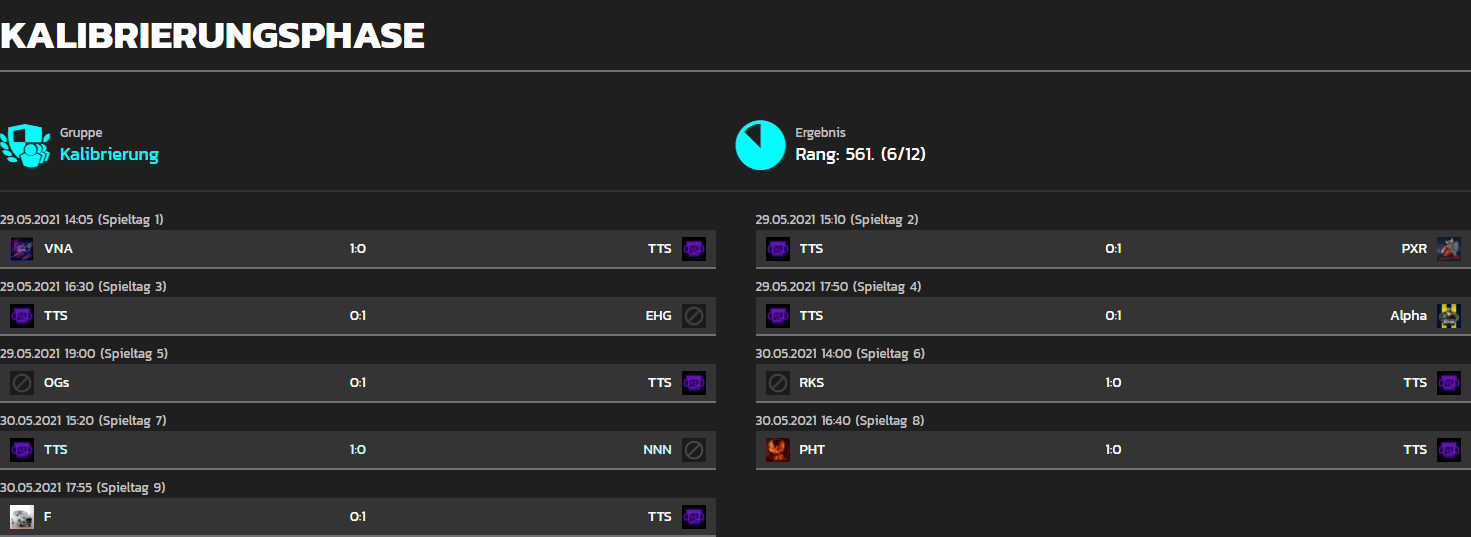 KALIBRIERUNGSPHASE
Gruppe
Kalibrierung
Ergebnis
Rang: 561. (6/12)
29.05.2021 14:05 (Spieltag 1)
VNA 1:0 TTS
29.05.2021 15:10 (Spieltag 2)
TTS 0:1 PXR
29.05.2021 16:30 (Spieltag 3)
TTS 0:1 EHG
29.05.2021 17:50 (Spieltag 4)
TTS 0:1 Alpha
29.05.2021 19:00 (Spieltag 5)
OGs 0:1 TTS
30.05.2021 14:00 (Spieltag 6)
RKS 1:0 TTS
30.05.2021 15:20 (Spieltag 7)
TTS 1:0 NNN
30.05.2021 16:40 (Spieltag 8)
PHT 1:0 TTS
30.05.2021 17:55 (Spieltag 9)
F 0:1 TTS